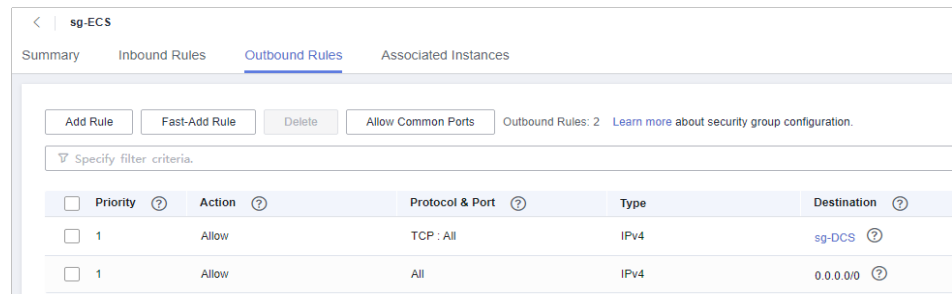 sg-ECS
Summary Inbound Rules Outbound Rules Associated Instances
Add Rule Fast-Add Rule Delete Allow Common Ports Outbound Rules: 2 Learn more about security group configuration.
Specify filter criteria.
Priority ? Action ? Protocol & Port ? Type Destination ?
1 Allow TCP : All IPv4 sg-DCS ?
1 Allow All IPv4 0.0.0.0/0 ?